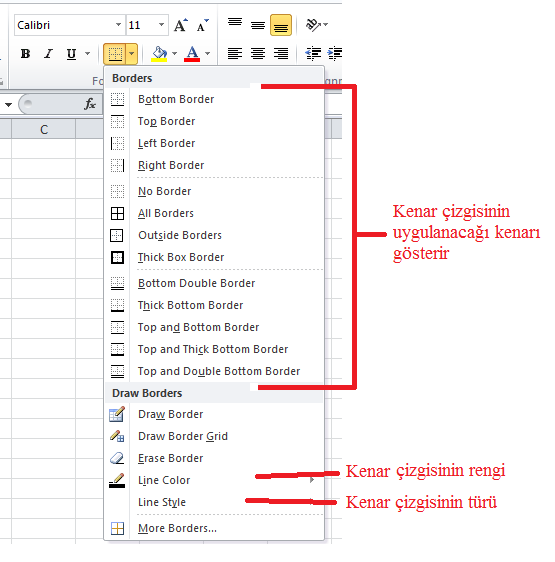 Calibri 11 A A
B I U A
Fo
fx
C
Borders
Bottom Border
Top Border
Left Border
Right Border
No Border
All Borders
Outside Borders
Thick Box Border
Bottom Double Border
Thick Bottom Border
Top and Bottom Border
Top and Thick Bottom Border
Top and Double Bottom Border
Draw Borders
Draw Border
Draw Border Grid
Erase Border
Line Color
Line Style
More Borders...
Kenar çizgisinin
uygulanacağı kenarı
gösterir
Kenar çizgisinin rengi
Kenar çizgisinin türü